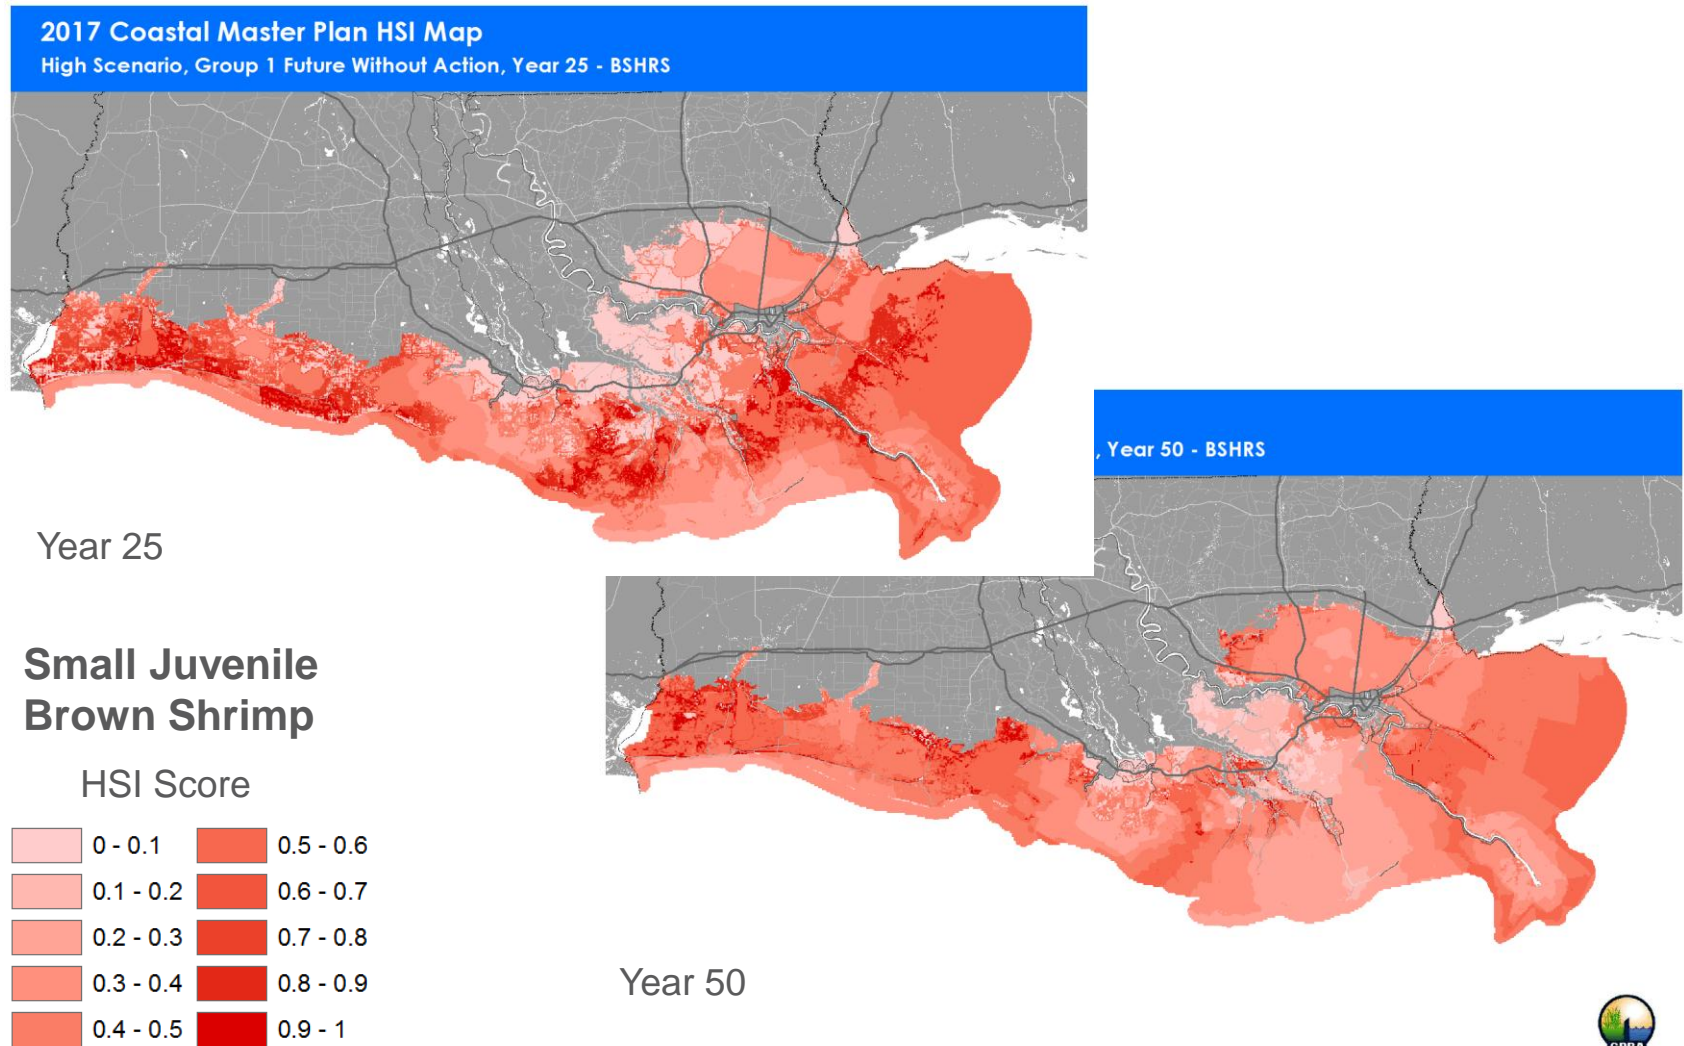 2017 Coastal Master Plan HSI Map
High Scenario, Group 1 Future Without Action, Year 25 - BSHRS
, Year 50 - BSHRS
Year 25
Small Juvenile
Brown Shrimp
HSI Score
0 - 0.1
0.5 - 0.6
0.1 - 0.2
0.6 - 0.7
0.2 - 0.3
0.7 - 0.8
0.3 - 0.4
0.8 - 0.9
0.4 - 0.5
0.9 - 1
Year 50